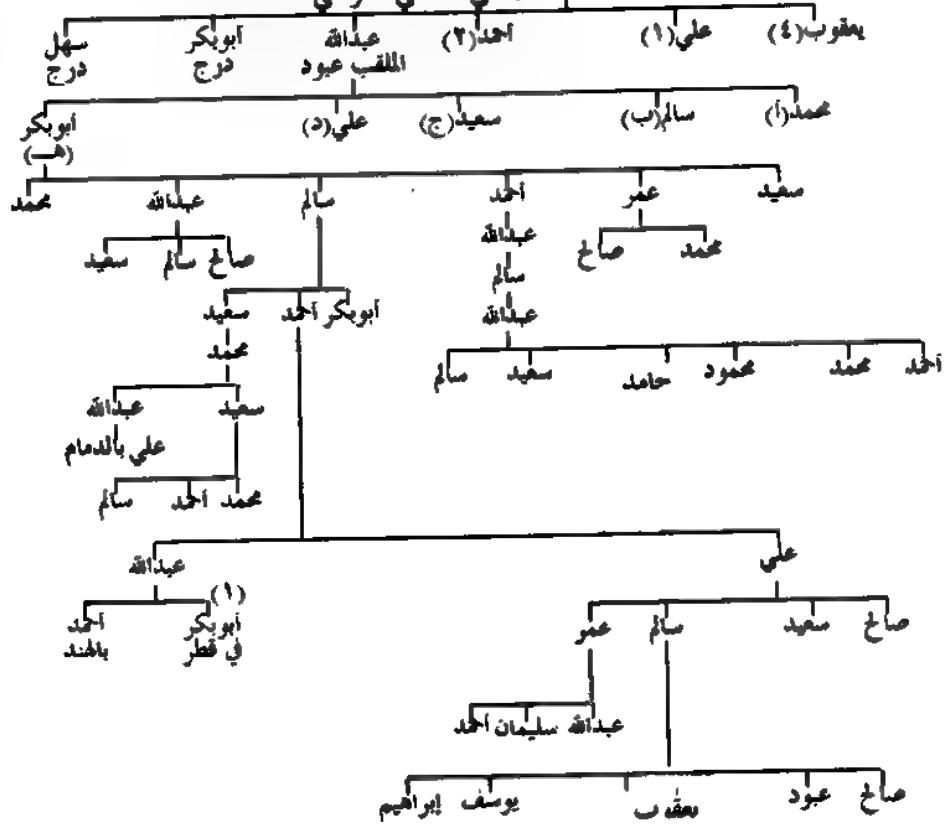 يعقوب(٤) علي(١) أحمد(٢) عبدالله أبوبكر سهل
الملقب عبود درج درج
محمد(أ) سالم(ب) سعيد(ج) علي(د) أبوبكر
(هـ)
سعيد عمر أحمد سالم عبدالله محمد
محمد صالح عبدالله صالح سالم سعيد
سالم
أبوبكر أحمد سعيد
عبدالله
محمد
أحمد محمد محمود حامد سعيد سالم
سعيد عبدالله
علي بالدمام
محمد أحمد سالم
علي عبدالله
(١)
صالح سعيد سالم عمر أبوبكر أحمد
في قطر بالهند
عبدالله سليمان أحمد
صالح عبود يعقوب يوسف إبراهيم